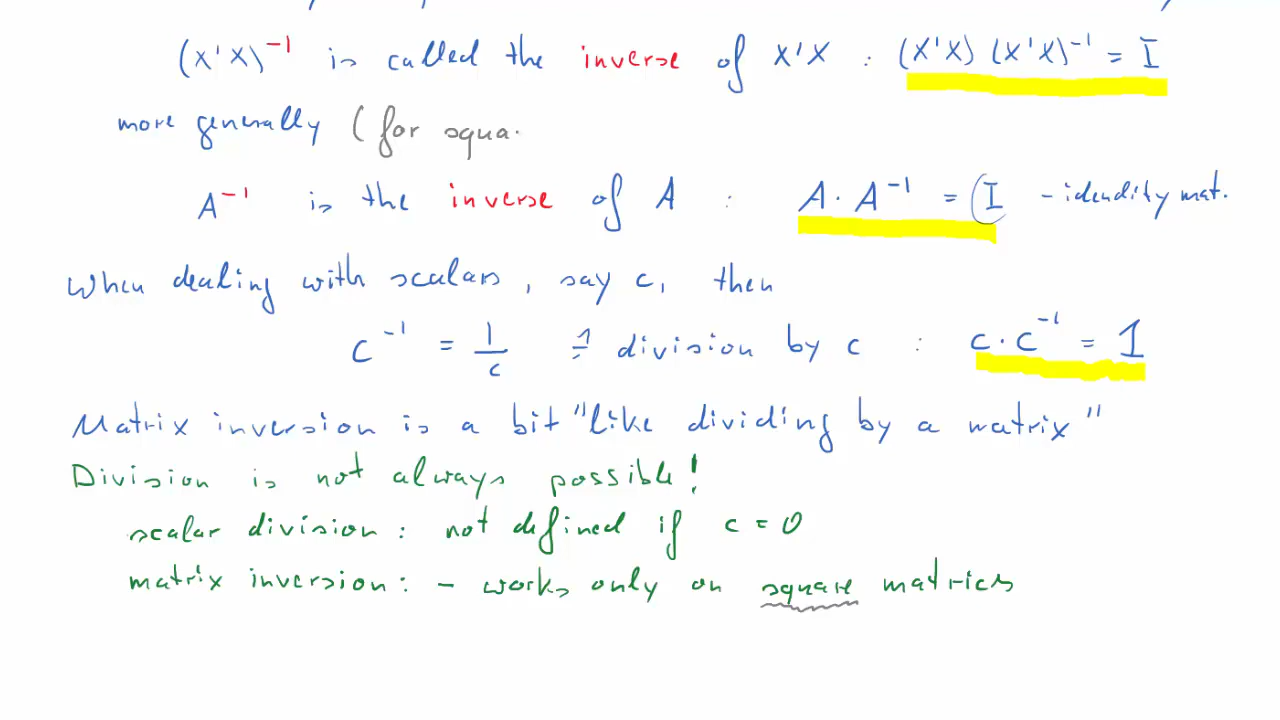 (X'X)⁻¹ is called the inverse of X'X : (X'X) (X'X)⁻¹ = I
more generally (for squa
A⁻¹ is the inverse of A : A · A⁻¹ = I - idendity mat.
When dealing with scalars, say c, then
c⁻¹ = 1/c ≙ division by c : c · c⁻¹ = 1
Matrix inversion is a bit "like dividing by a matrix"
Division is not always possible!
scalar division : not defined if c = 0
matrix inversion : - works only on square matrices